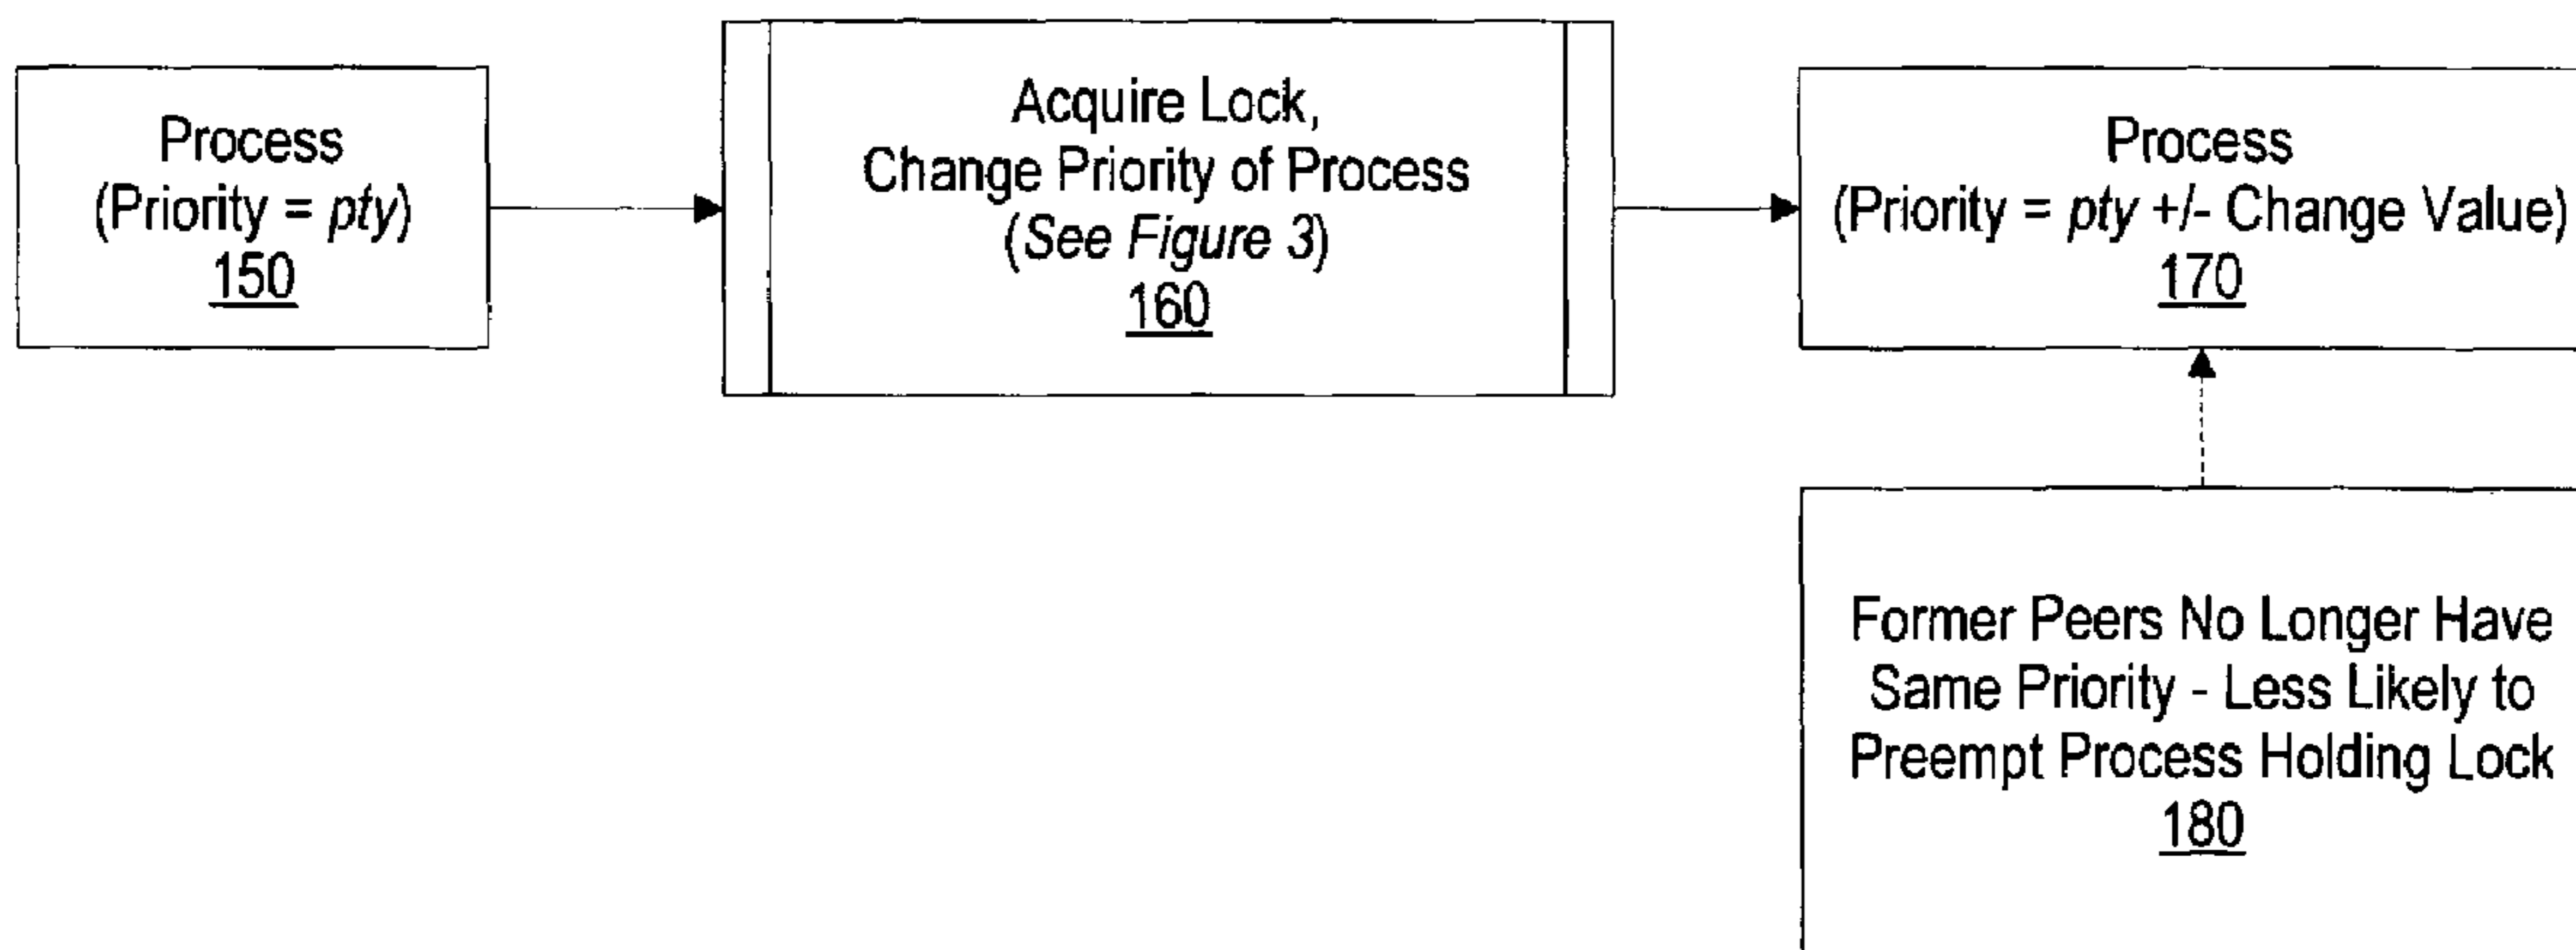 Process
(Priority = pty)
150
Acquire Lock,
Change Priority of Process
(See Figure 3)
160
Process
(Priority = pty +/- Change Value)
170
Former Peers No Longer Have
Same Priority - Less Likely to
Preempt Process Holding Lock
180